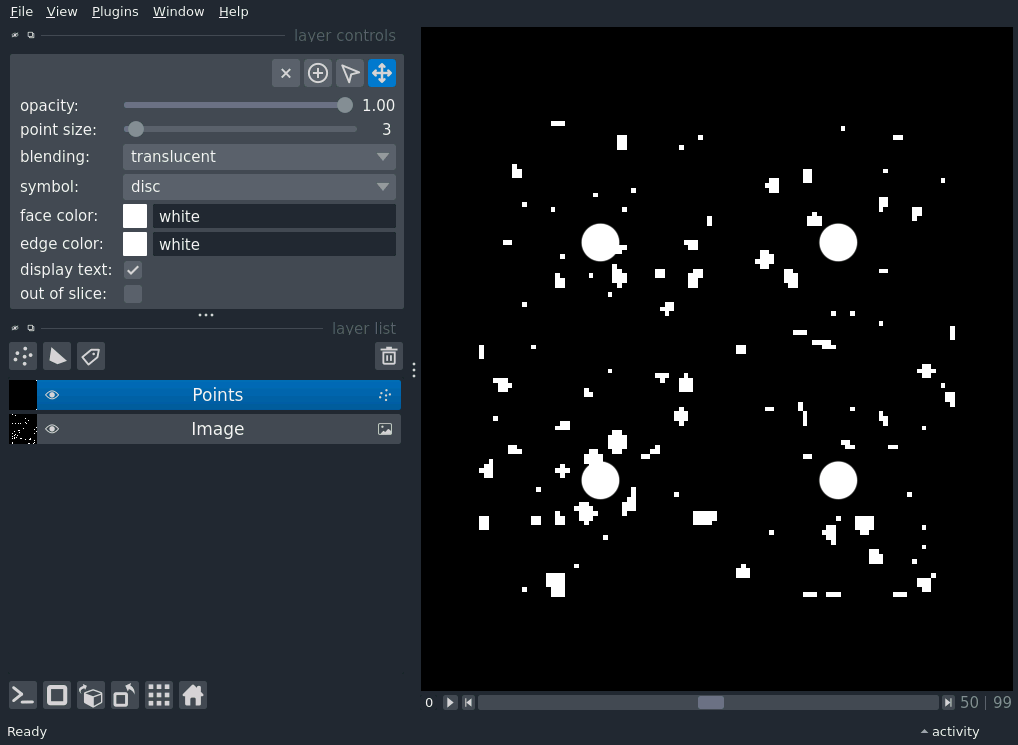 File View Plugins Window Help
layer controls
opacity: 1.00
point size: 3
blending: translucent
symbol: disc
face color: white
edge color: white
display text:
out of slice:
layer list
Points
Image
0 50 | 99
Ready activity